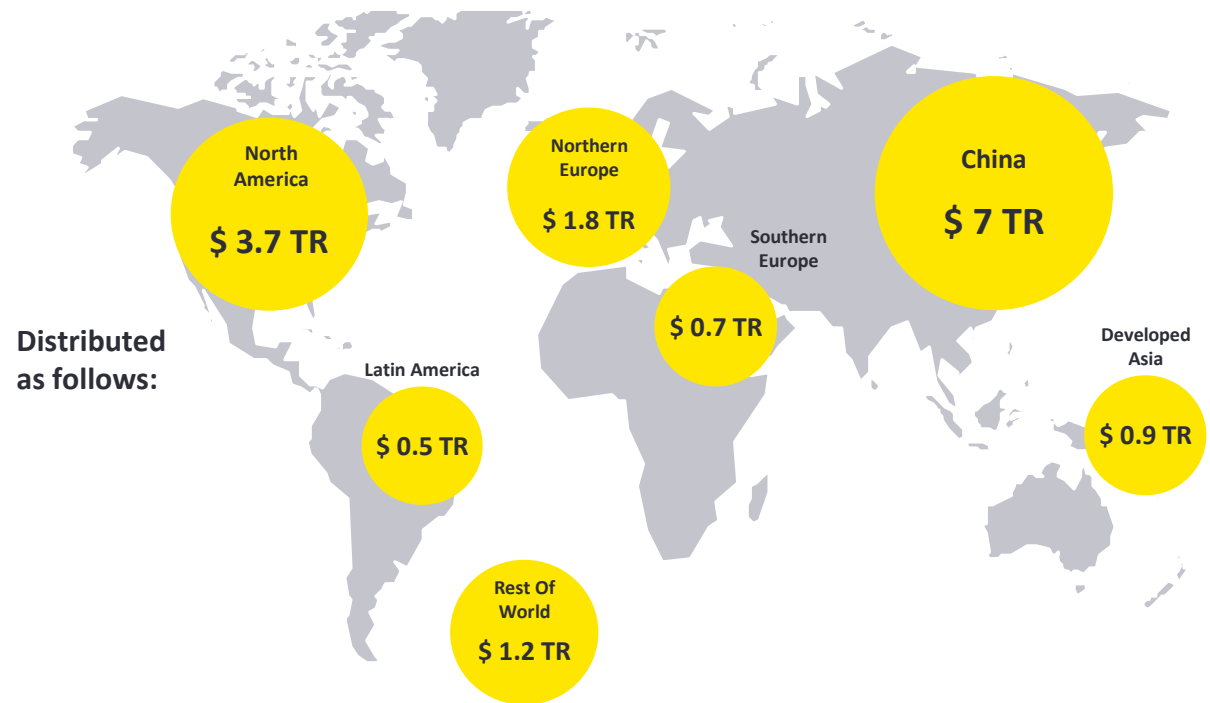 North
America
$ 3.7 TR
Northern
Europe
$ 1.8 TR
China
$ 7 TR
Southern
Europe
$ 0.7 TR
Distributed
as follows:
Latin America
$ 0.5 TR
Developed
Asia
$ 0.9 TR
Rest Of
World
$ 1.2 TR